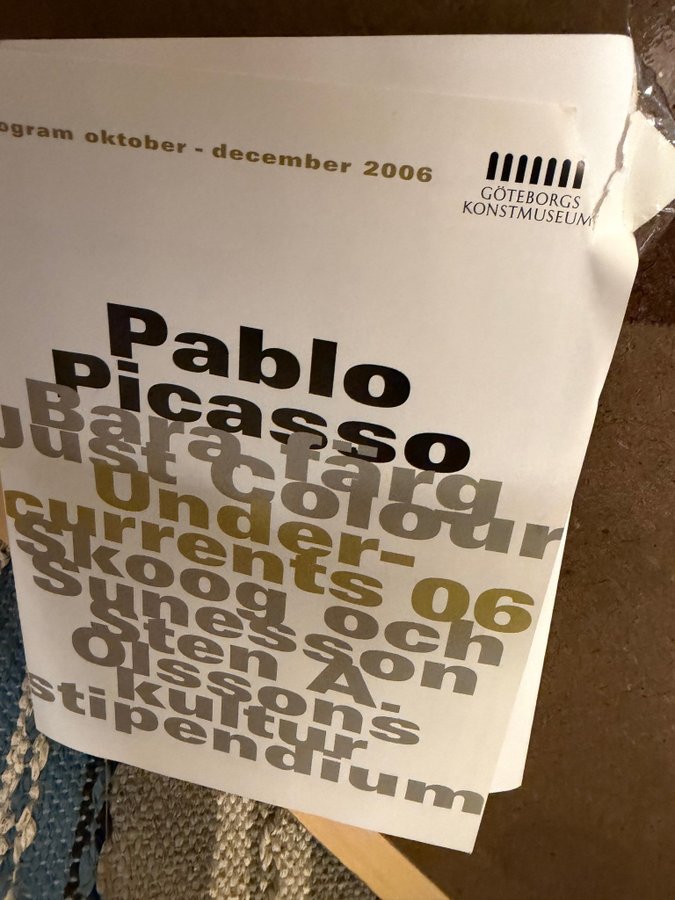 ogram oktober - december 2006
GÖTEBORGS
KONSTMUSEUM
Pablo
Picasso
Bara färg
Just Colour
Under-
currents 06
Skoog och
Sunesson
Sten A.
Olssons
kultur
stipendium